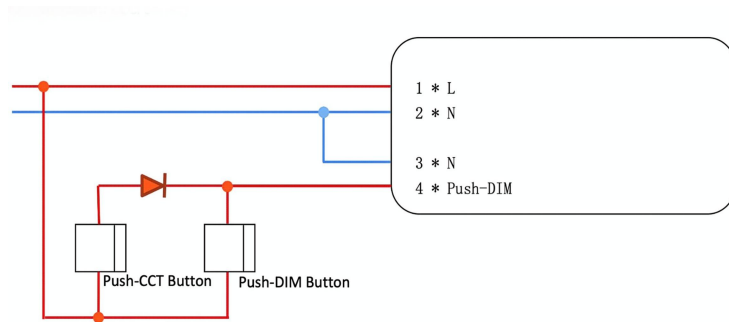 1 * L
2 * N
3 * N
4 * Push-DIM
Push-CCT Button
Push-DIM Button